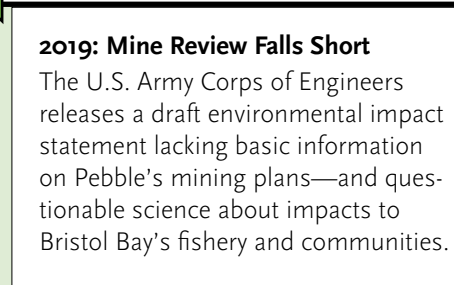 2019: Mine Review Falls Short
The U.S. Army Corps of Engineers
releases a draft environmental impact
statement lacking basic information
on Pebble’s mining plans—and ques-
tionable science about impacts to
Bristol Bay’s fishery and communities.